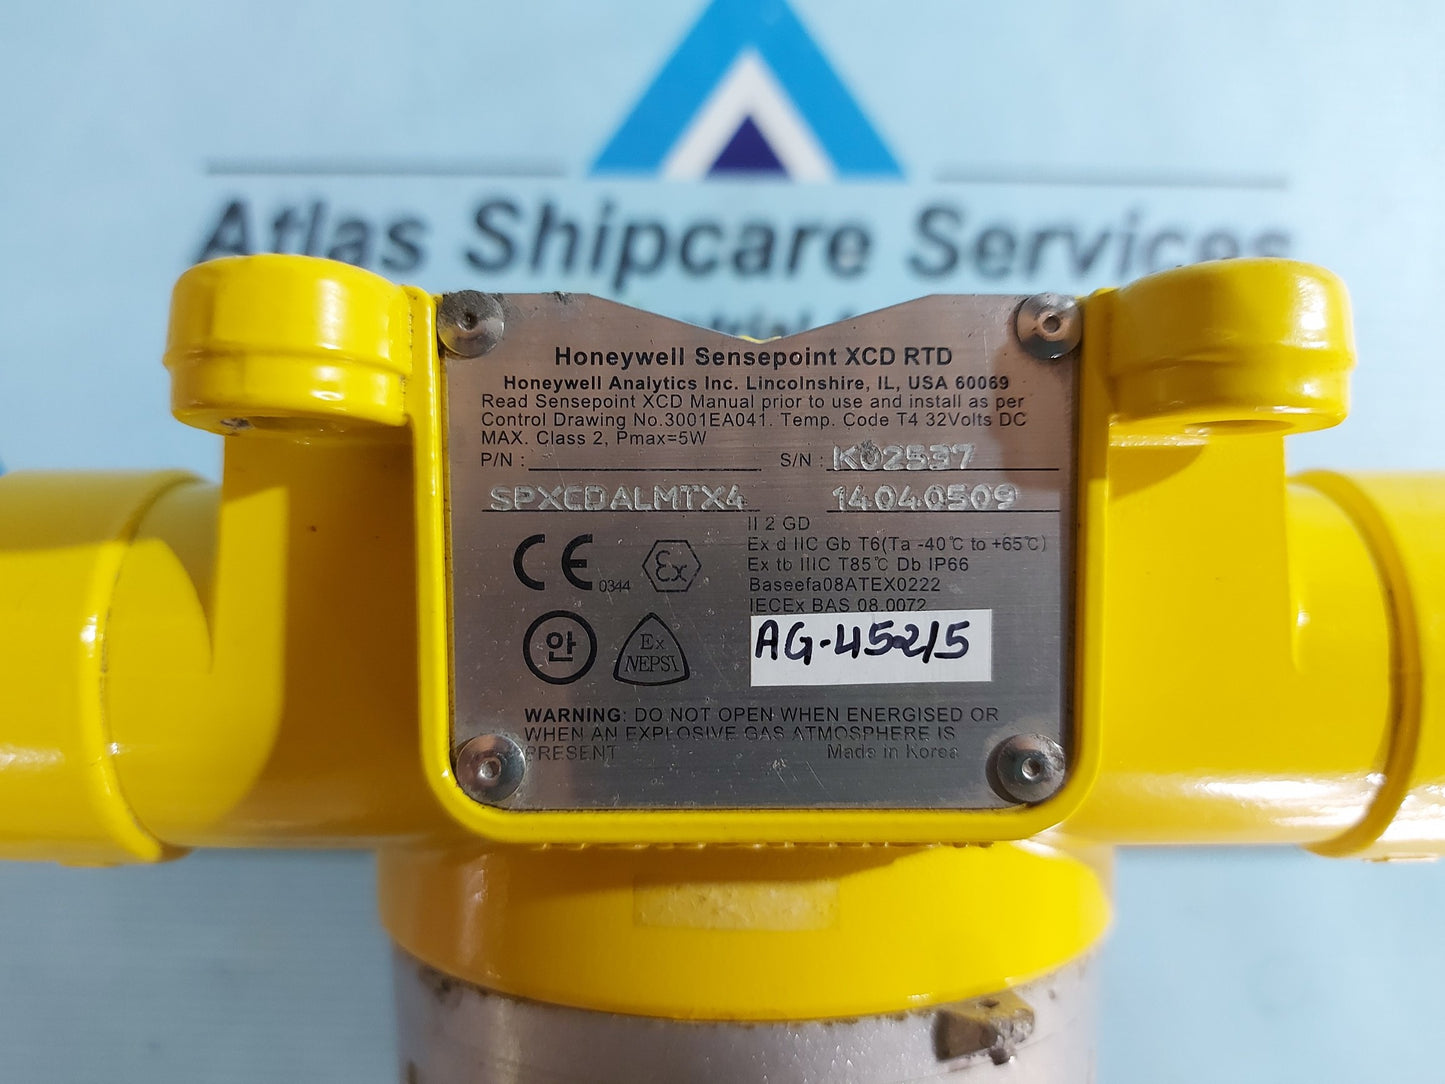 Atlas Shipcare Services
Honeywell Sensepoint XCD RTD
Honeywell Analytics Inc. Lincolnshire, IL, USA 60069
Read Sensepoint XCD Manual prior to use and install as per
Control Drawing No.3001EA041. Temp. Code T4 32Volts DC
MAX. Class 2, Pmax=5W
P/N : S/N : K02537
SPXCDALMTX4 14040509
II 2 GD
Ex d IIC Gb T6(Ta -40℃ to +65℃)
Ex tb IIIC T85℃ Db IP66
Baseefa08ATEX0222
IECEx BAS 08.0072
CE 0344 Ex
안 Ex NEPSI
AG-452/5
WARNING: DO NOT OPEN WHEN ENERGISED OR
WHEN AN EXPLOSIVE GAS ATMOSPHERE IS
PRESENT Made in Korea